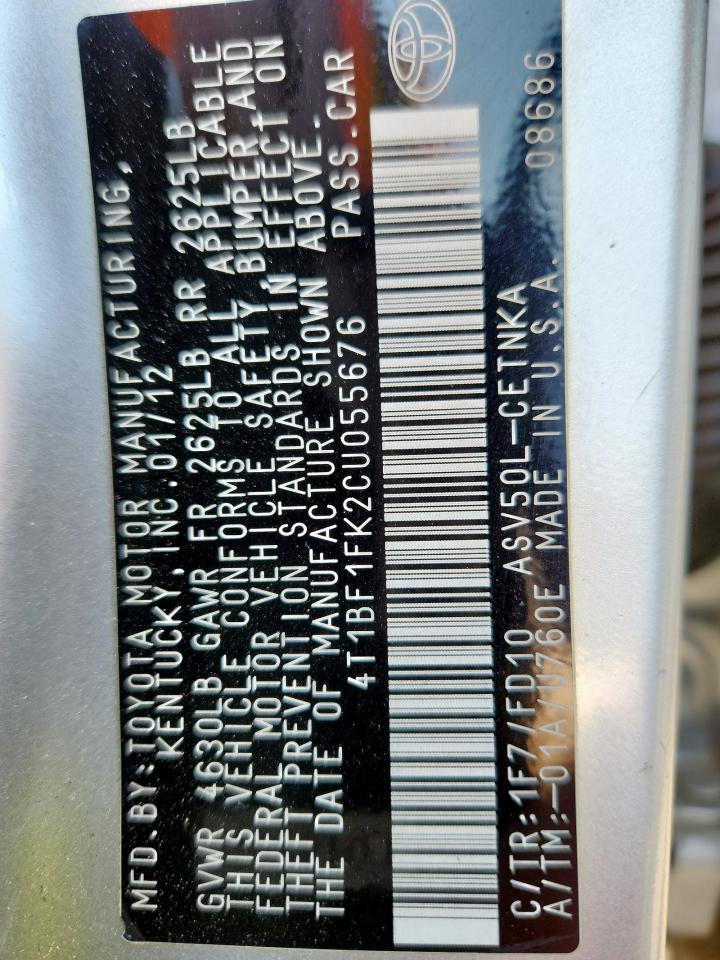 MFD.BY:TOYOTA MOTOR MANUFACTURING,
KENTUCKY,INC.01/12
GVWR 4630LB GAWR FR 2625LB RR 2625LB
THIS VEHICLE CONFORMS TO ALL APPLICABLE
FEDERAL MOTOR VEHICLE SAFETY,BUMPER,AND
THEFT PREVENTION STANDARDS IN EFFECT ON
THE DATE OF MANUFACTURE SHOWN ABOVE.
4T1BF1FK2CU055676 PASS.CAR
C/TR:1F7/FD10 ASV50L-CETNKA
A/TM:-01A/U760E MADE IN U.S.A. 08686